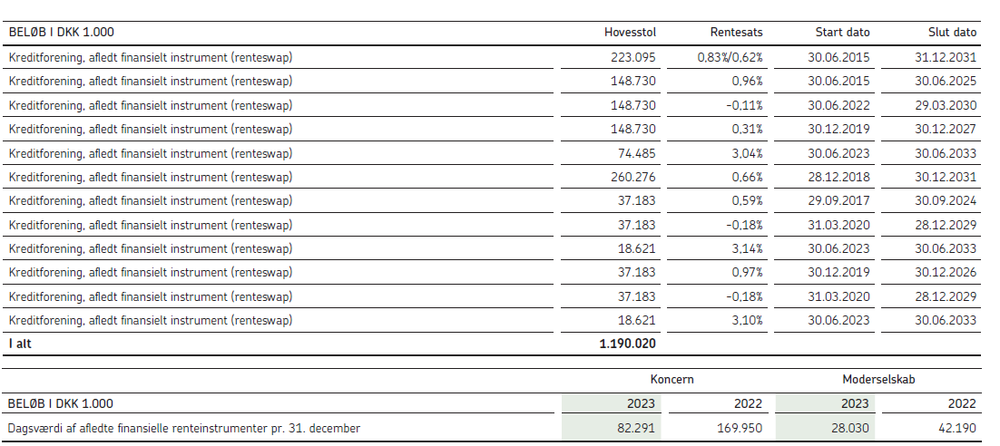 BELØB I DKK 1.000 Hovesstol Rentesats Start dato Slut dato
Kreditforening, afledt finansielt instrument (renteswap) 223.095 0,83%/0,62% 30.06.2015 31.12.2031
Kreditforening, afledt finansielt instrument (renteswap) 148.730 0,96% 30.06.2015 30.06.2025
Kreditforening, afledt finansielt instrument (renteswap) 148.730 -0,11% 30.06.2022 29.03.2030
Kreditforening, afledt finansielt instrument (renteswap) 148.730 0,31% 30.12.2019 30.12.2027
Kreditforening, afledt finansielt instrument (renteswap) 74.485 3,04% 30.06.2023 30.06.2033
Kreditforening, afledt finansielt instrument (renteswap) 260.276 0,66% 28.12.2018 30.12.2031
Kreditforening, afledt finansielt instrument (renteswap) 37.183 0,59% 29.09.2017 30.09.2024
Kreditforening, afledt finansielt instrument (renteswap) 37.183 -0,18% 31.03.2020 28.12.2029
Kreditforening, afledt finansielt instrument (renteswap) 18.621 3,14% 30.06.2023 30.06.2033
Kreditforening, afledt finansielt instrument (renteswap) 37.183 0,97% 30.12.2019 30.12.2026
Kreditforening, afledt finansielt instrument (renteswap) 37.183 -0,18% 31.03.2020 28.12.2029
Kreditforening, afledt finansielt instrument (renteswap) 18.621 3,10% 30.06.2023 30.06.2033
I alt 1.190.020
Koncern Moderselskab
BELØB I DKK 1.000 2023 2022 2023 2022
Dagsværdi af afledte finansielle renteinstrumenter pr. 31. december 82.291 169.950 28.030 42.190